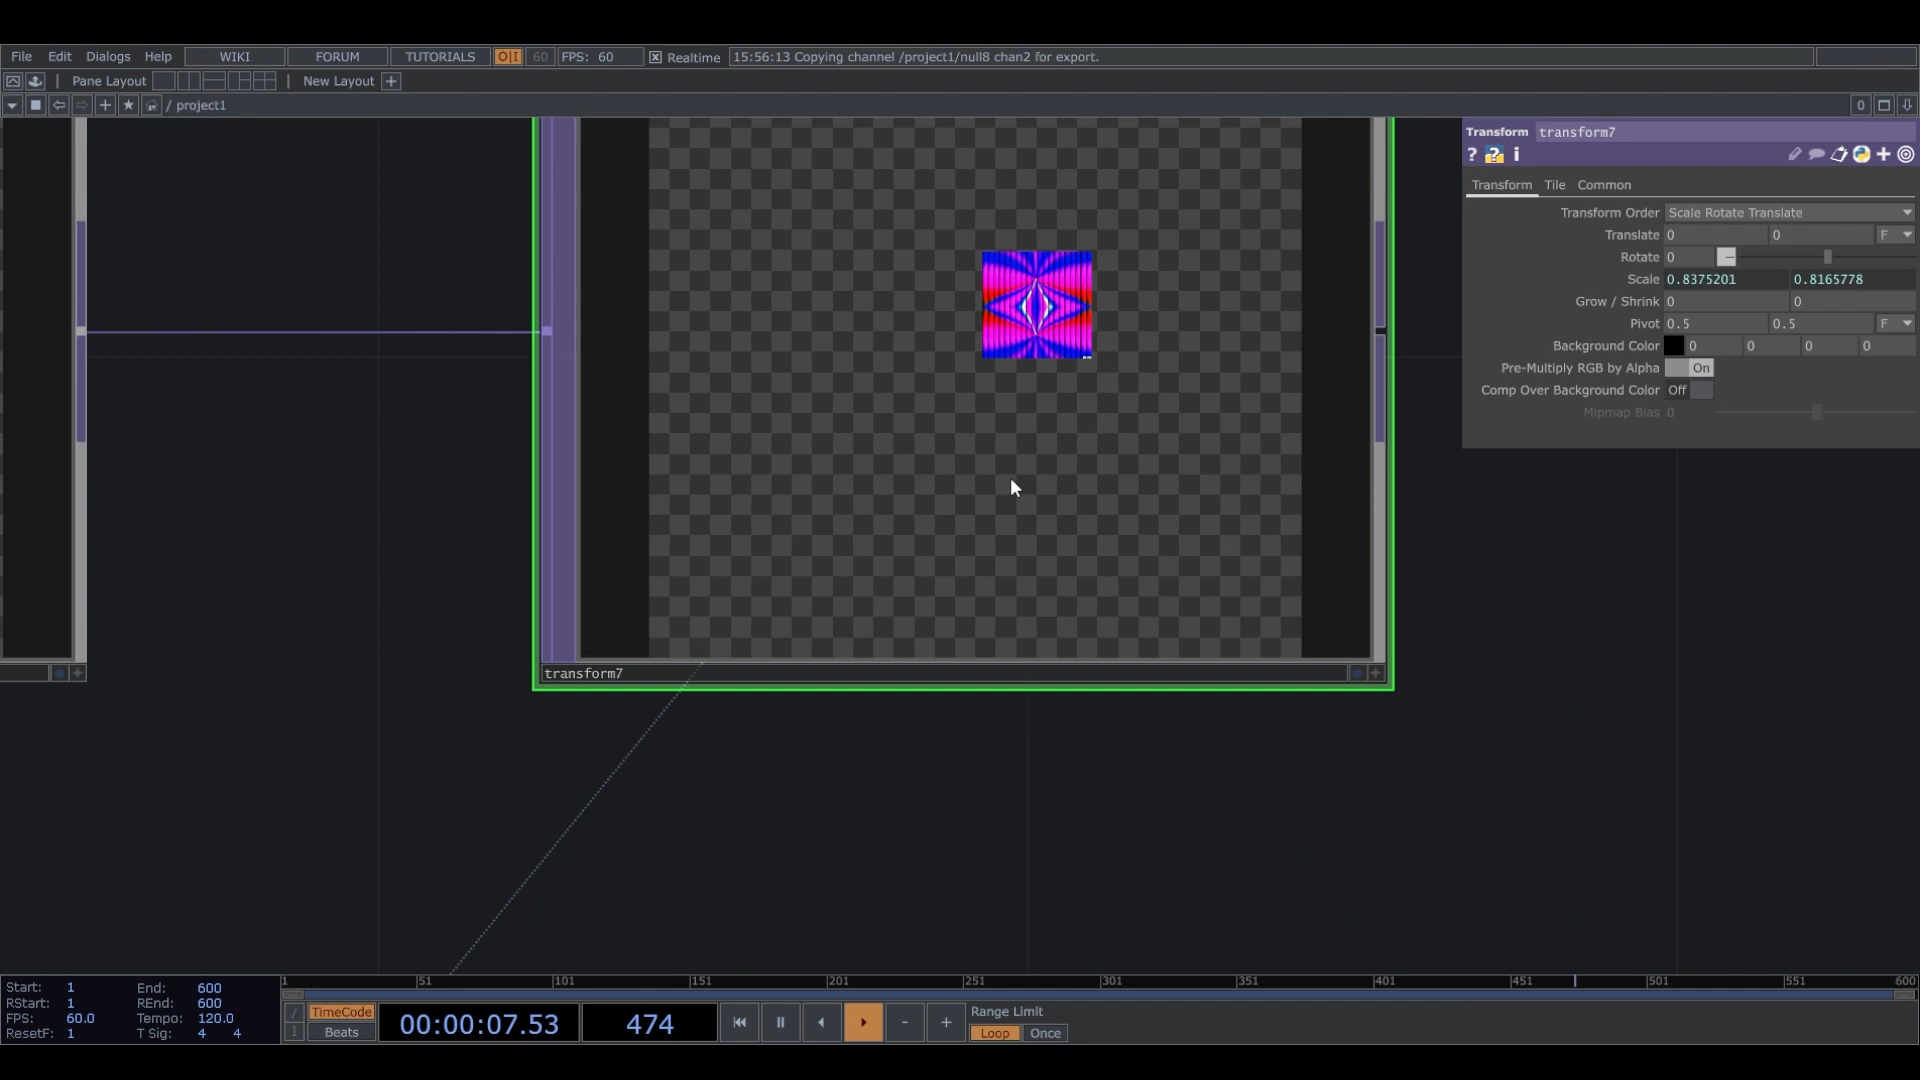 File Edit Dialogs Help WIKI FORUM TUTORIALS O|I 60 FPS: 60 Realtime 15:56:13 Copying channel /project1/null8 chan2 for export.
Pane Layout New Layout +
/ project1 0
Transform transform7
? ? i
Transform Tile Common
Transform Order Scale Rotate Translate
Translate 0 0 F
Rotate 0
Scale 0.8375201 0.8165778
Grow / Shrink 0 0
Pivot 0.5 0.5 F
Background Color 0 0 0 0
Pre-Multiply RGB by Alpha On
Comp Over Background Color Off
Mipmap Bias 0
transform7
1 51 101 151 201 251 301 351 401 451 501 551 600
Start: 1 End: 600
RStart: 1 REnd: 600
FPS: 60.0 Tempo: 120.0
ResetF: 1 T Sig: 4 4
/ TimeCode
I Beats
00:00:07.53 474 - +
Range Limit
Loop Once